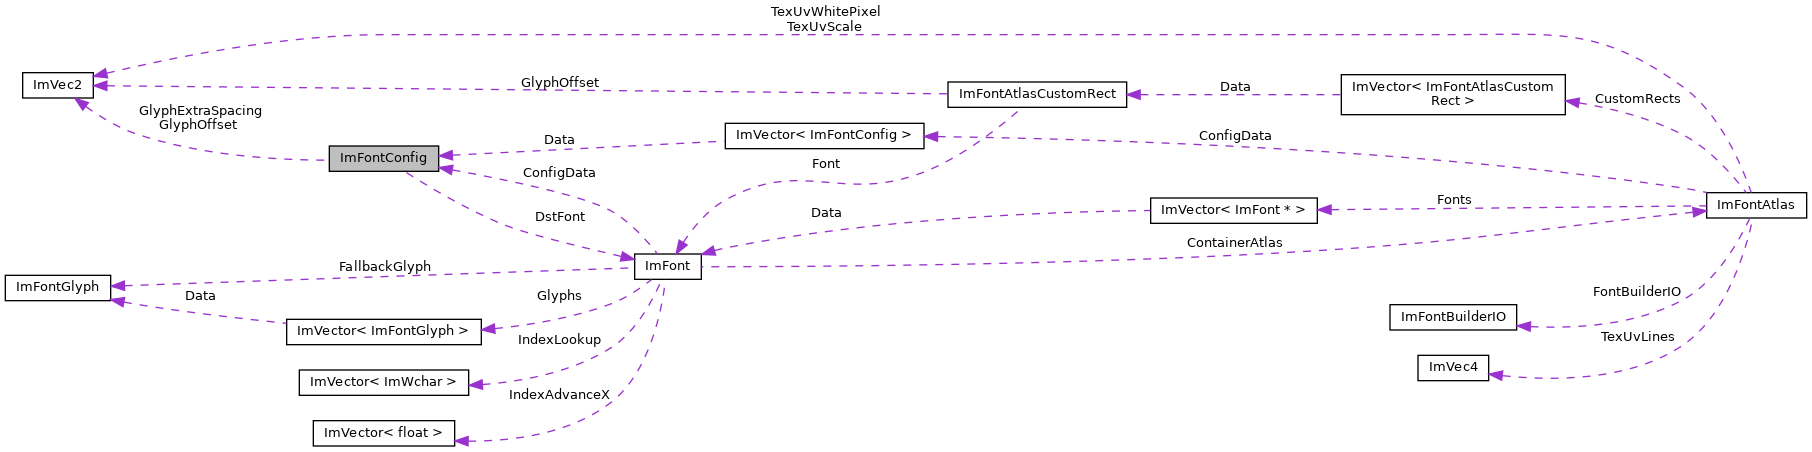 TexUvWhitePixel
TexUvScale
ImVec2
GlyphOffset
ImFontAtlasCustomRect
Data
ImVector< ImFontAtlasCustom
Rect >
CustomRects
GlyphExtraSpacing
GlyphOffset
ImFontConfig
Data
ImVector< ImFontConfig >
ConfigData
ConfigData
Font
DstFont
Data
ImVector< ImFont * >
Fonts
ImFontAtlas
ContainerAtlas
ImFont
FallbackGlyph
ImFontGlyph
Data
Glyphs
ImVector< ImFontGlyph >
FontBuilderIO
ImFontBuilderIO
IndexLookup
TexUvLines
ImVec4
ImVector< ImWchar >
IndexAdvanceX
ImVector< float >